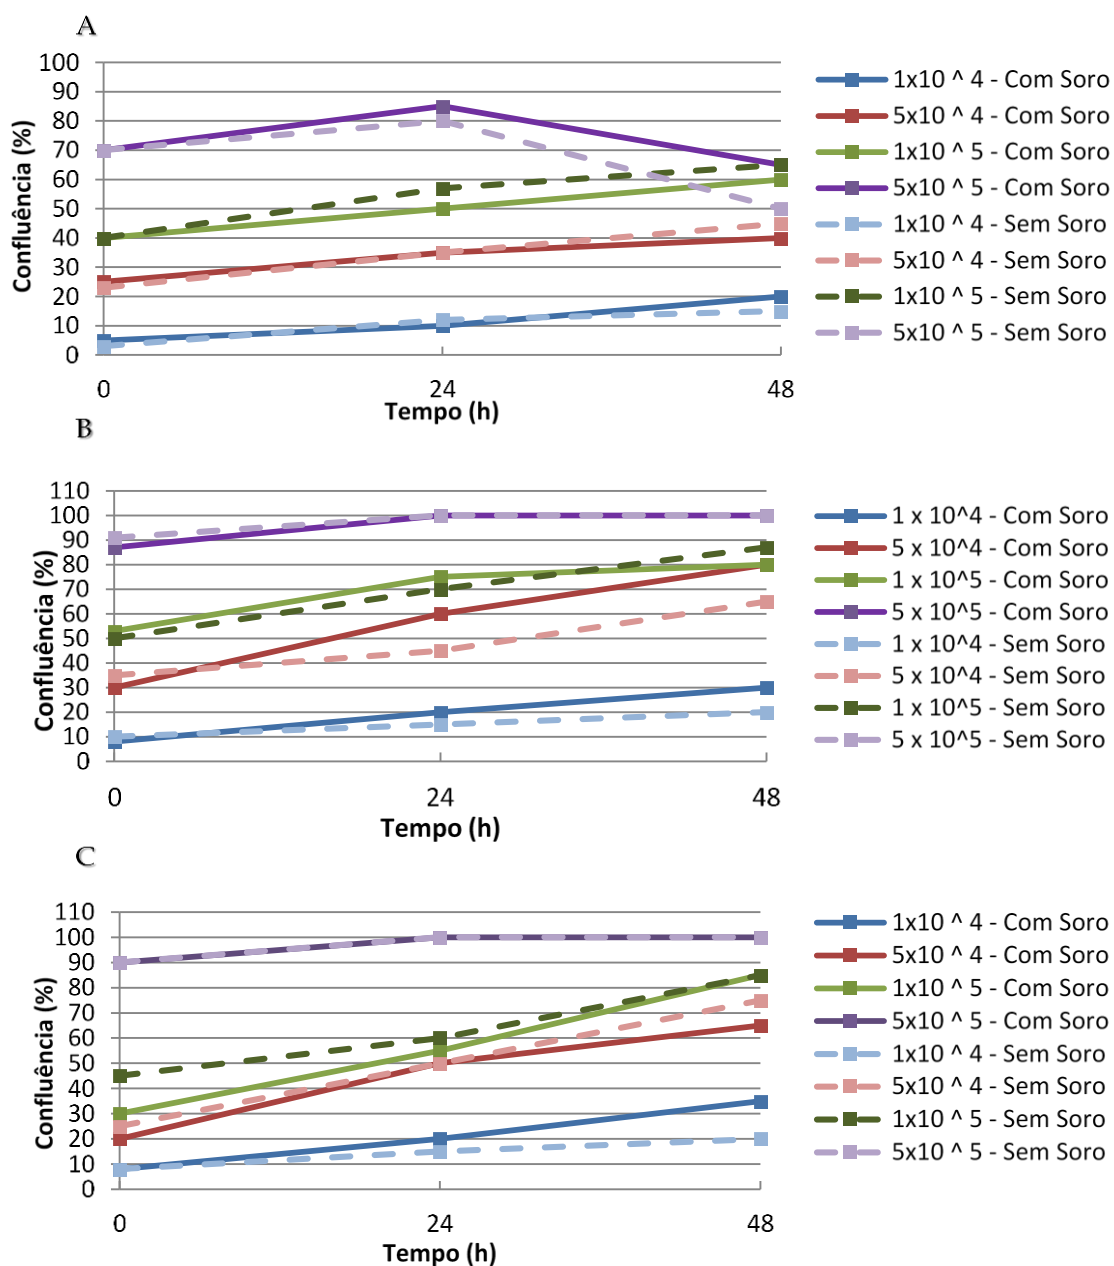 A
100
90
80
70
60
50
40
30
20
10
0
Confluência (%)
0
24
48
Tempo (h)
1x10 ^ 4 - Com Soro
5x10 ^ 4 - Com Soro
1x10 ^ 5 - Com Soro
5x10 ^ 5 - Com Soro
1x10 ^ 4 - Sem Soro
5x10 ^ 4 - Sem Soro
1x10 ^ 5 - Sem Soro
5x10 ^ 5 - Sem Soro
B
110
100
90
80
70
60
50
40
30
20
10
0
Confluência (%)
0
24
48
Tempo (h)
1 x 10^4 - Com Soro
5 x 10^4 - Com Soro
1 x 10^5 - Com Soro
5 x 10^5 - Com Soro
1 x 10^4 - Sem Soro
5 x 10^4 - Sem Soro
1 x 10^5 - Sem Soro
5 x 10^5 - Sem Soro
C
110
100
90
80
70
60
50
40
30
20
10
0
Confluência (%)
0
24
48
Tempo (h)
1x10 ^ 4 - Com Soro
5x10 ^ 4 - Com Soro
1x10 ^ 5 - Com Soro
5x10 ^ 5 - Com Soro
1x10 ^ 4 - Sem Soro
5x10 ^ 4 - Sem Soro
1x10 ^ 5 - Sem Soro
5x10 ^ 5 - Sem Soro